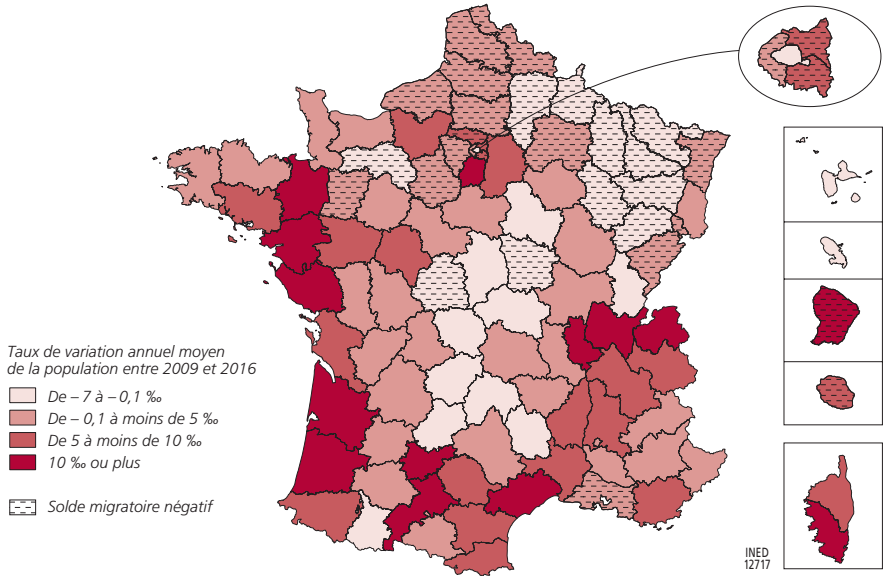 Taux de variation annuel moyen
de la population entre 2009 et 2016
De – 7 à – 0,1 ‰
De – 0,1 à moins de 5 ‰
De 5 à moins de 10 ‰
10 ‰ ou plus
Solde migratoire négatif
INED
12717